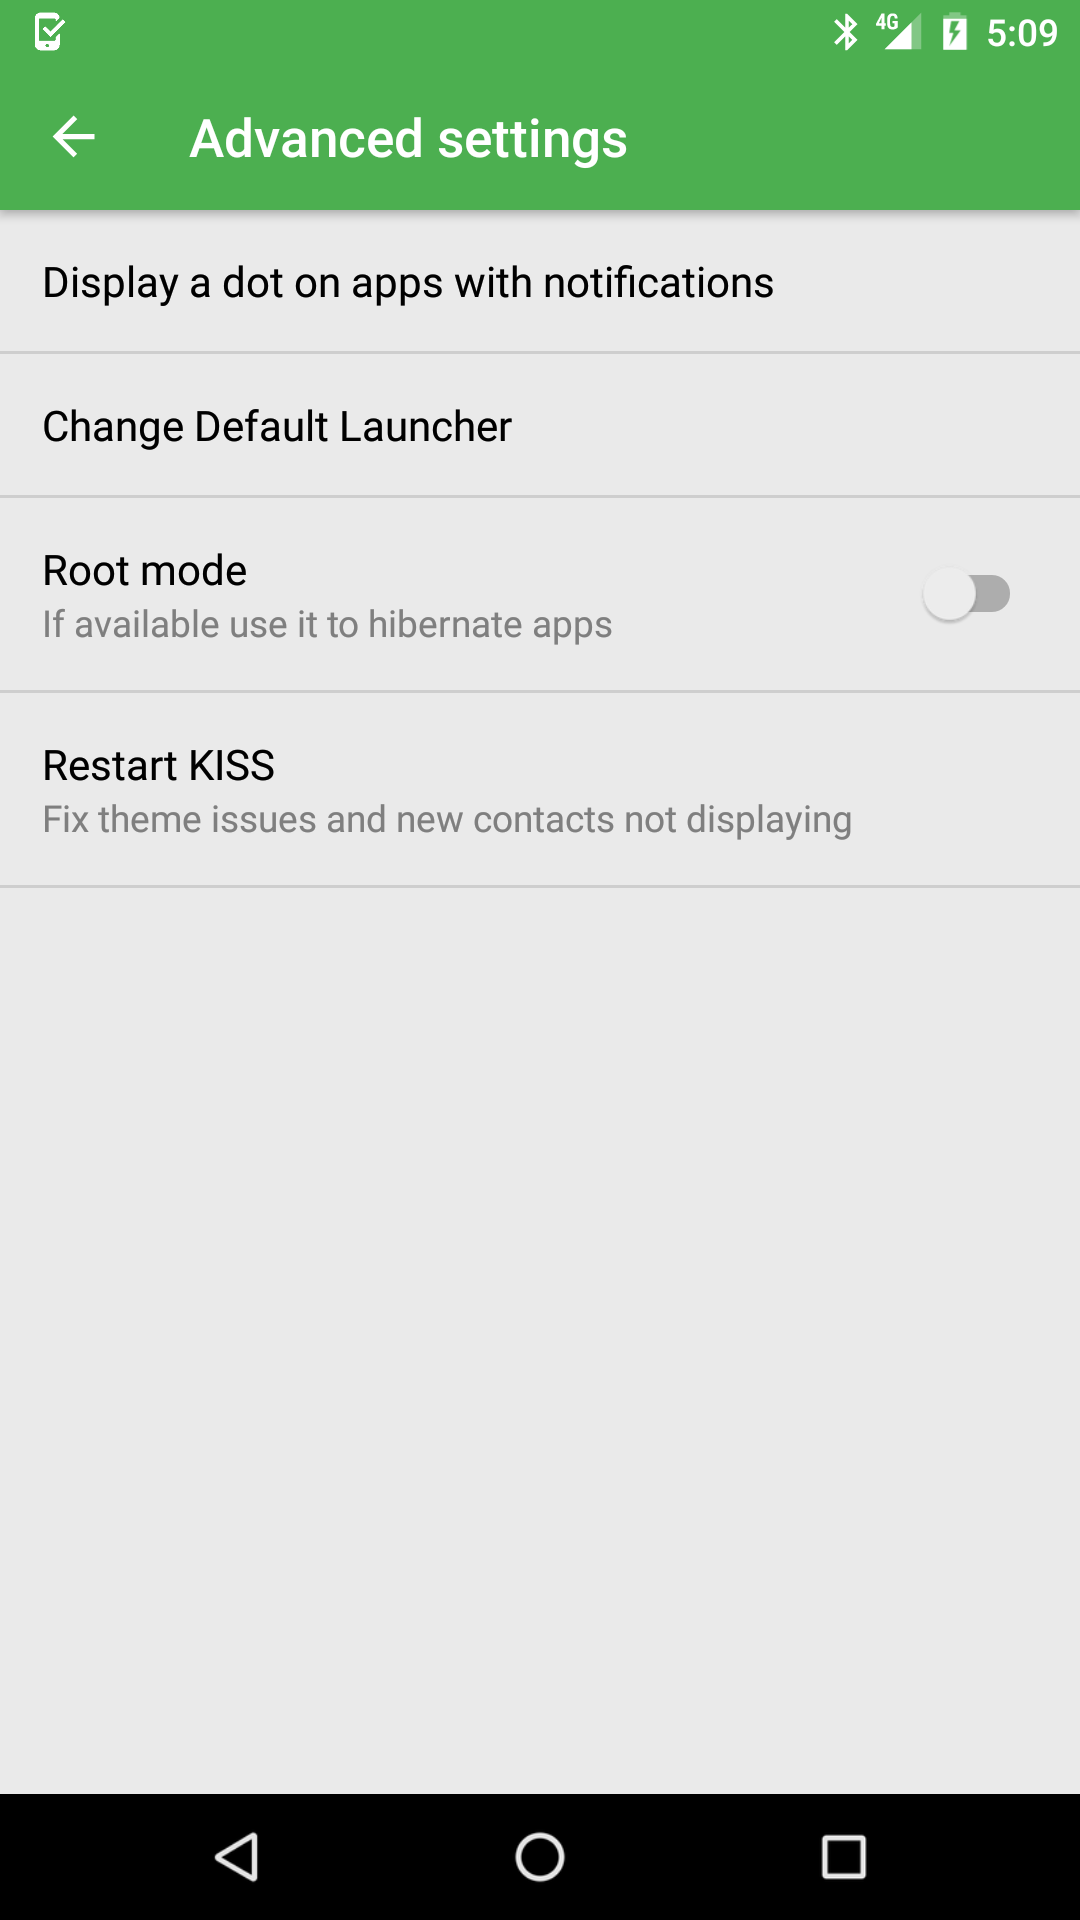 4G 5:09
Advanced settings
Display a dot on apps with notifications
Change Default Launcher
Root mode
If available use it to hibernate apps
Restart KISS
Fix theme issues and new contacts not displaying